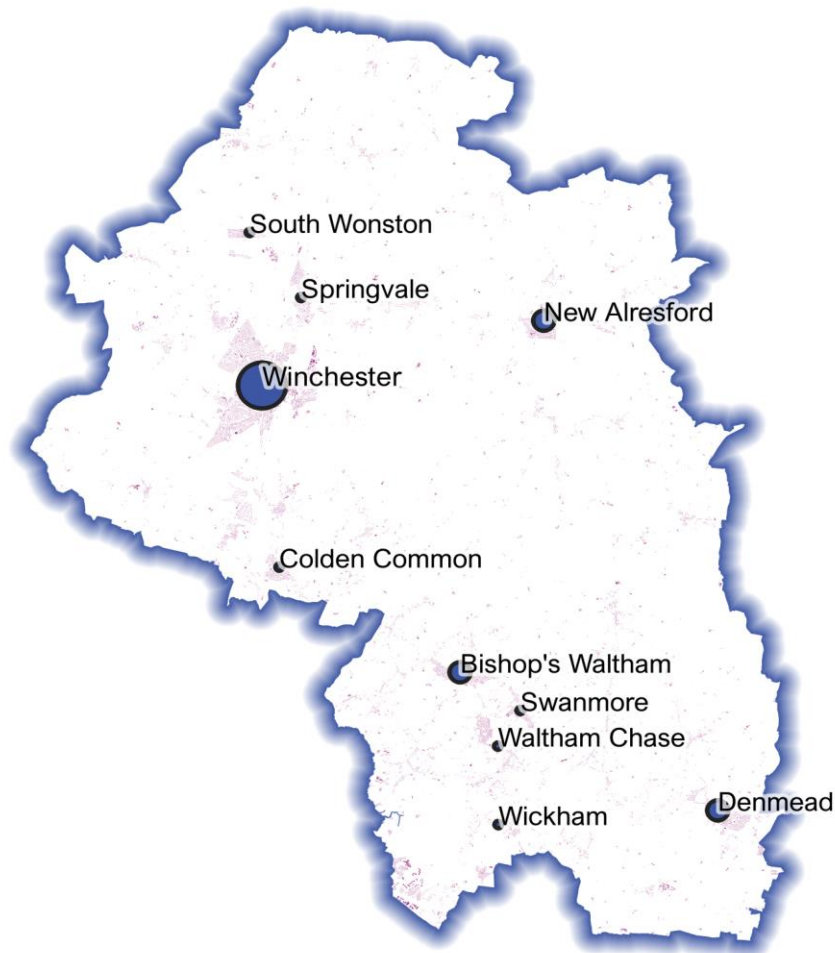 South Wonston
Springvale
New Alresford
Winchester
Colden Common
Bishop's Waltham
Swanmore
Waltham Chase
Denmead
Wickham